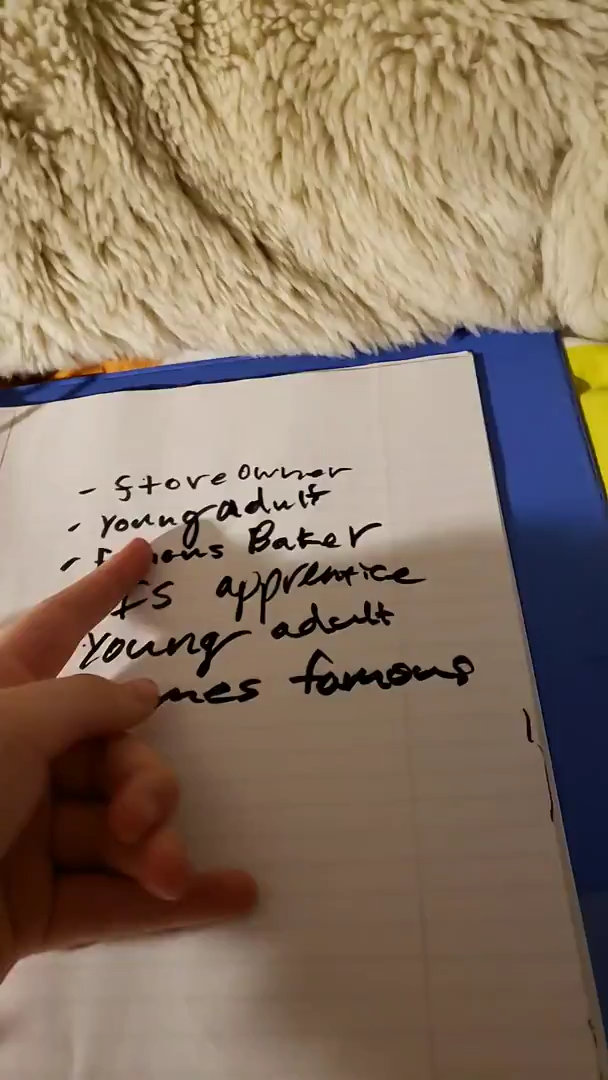 - Store owner
- young adult
- Baker
apprentice
Young adult
famous